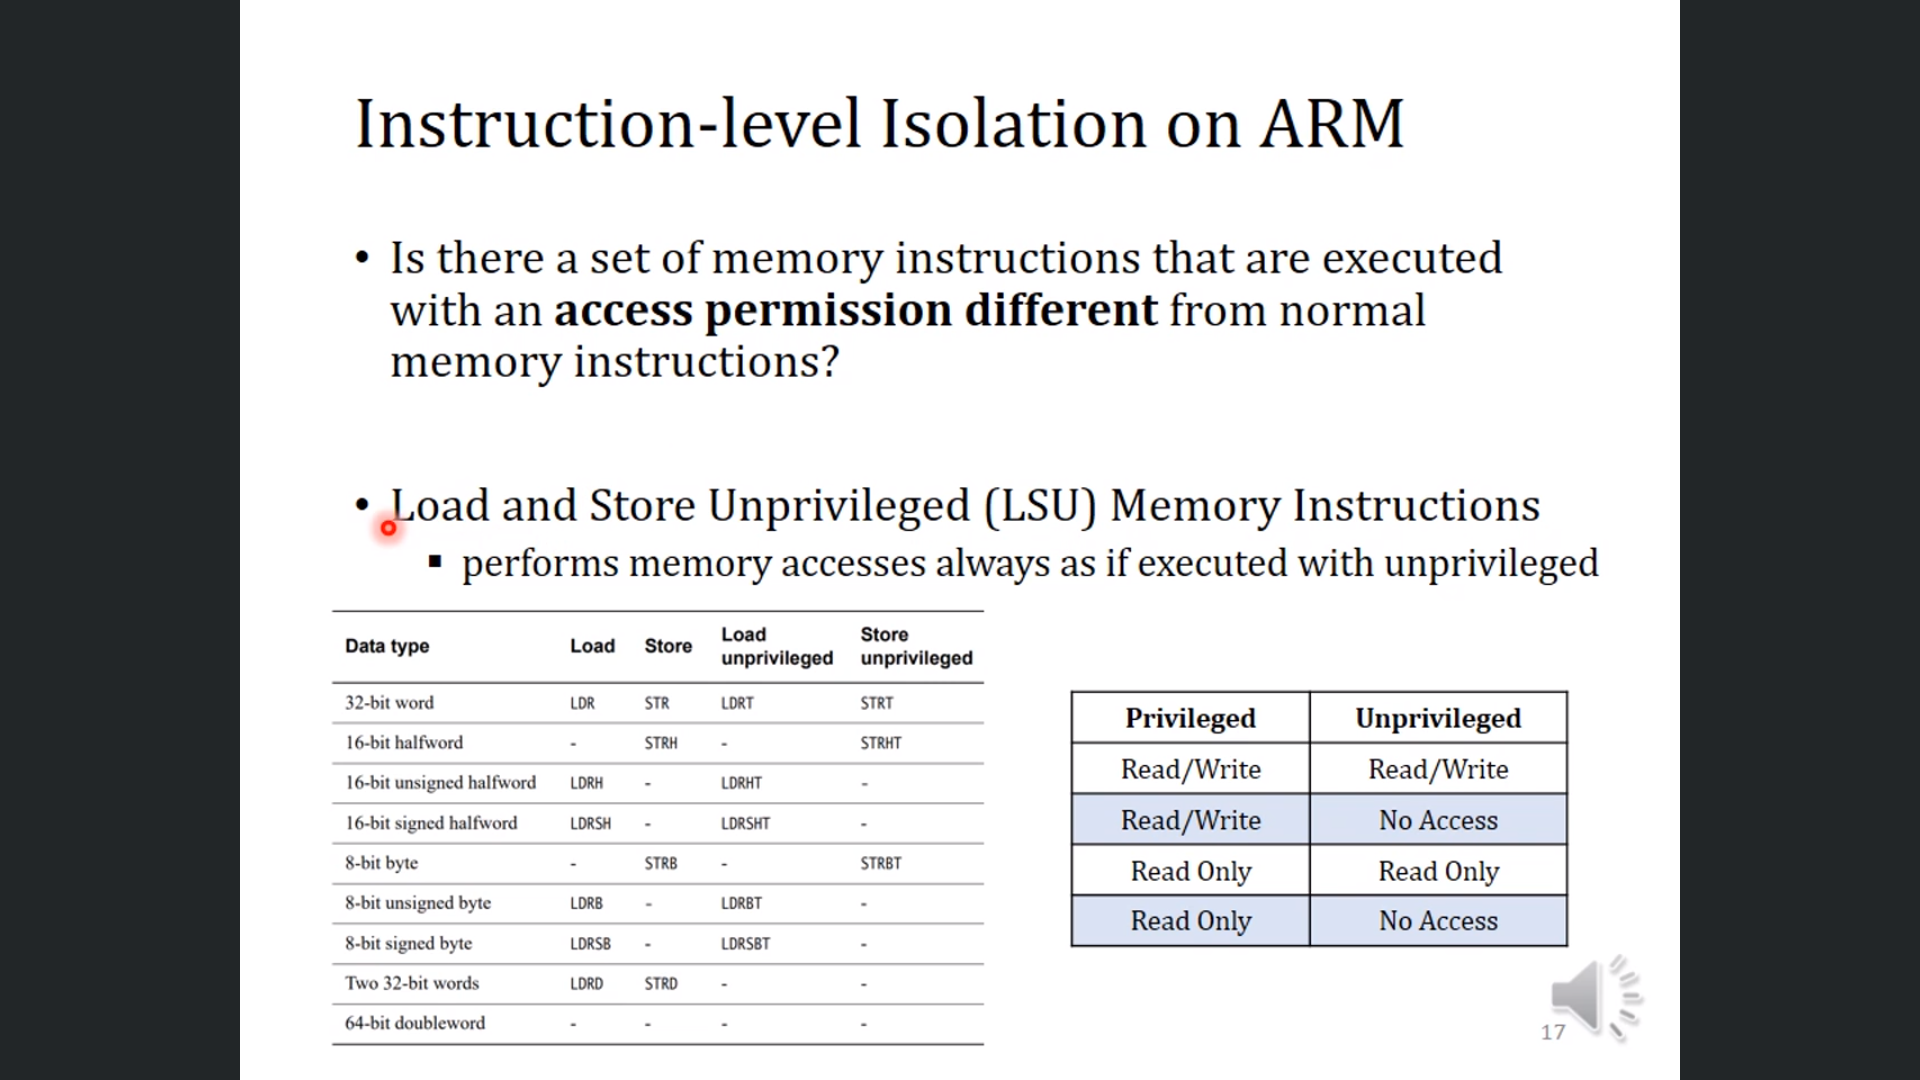 Instruction-level Isolation on ARM
• Is there a set of memory instructions that are executed
with an access permission different from normal
memory instructions?
• Load and Store Unprivileged (LSU) Memory Instructions
▪ performs memory accesses always as if executed with unprivileged
Data type Load Store Load unprivileged Store unprivileged
32-bit word LDR STR LDRT STRT
16-bit halfword - STRH - STRHT
16-bit unsigned halfword LDRH - LDRHT -
16-bit signed halfword LDRSH - LDRSHT -
8-bit byte - STRB - STRBT
8-bit unsigned byte LDRB - LDRBT -
8-bit signed byte LDRSB - LDRSBT -
Two 32-bit words LDRD STRD - -
64-bit doubleword - - - -
Privileged Unprivileged
Read/Write Read/Write
Read/Write No Access
Read Only Read Only
Read Only No Access
17